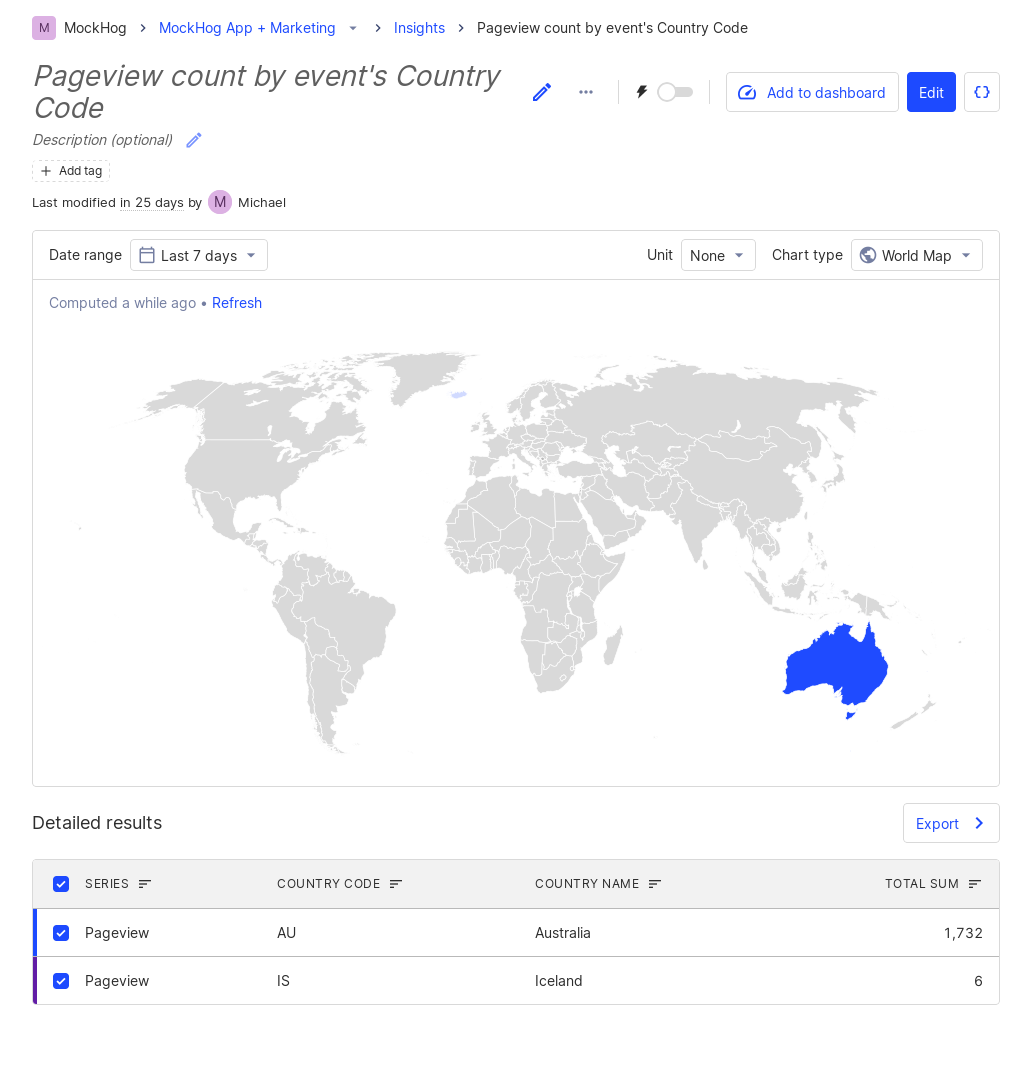 M MockHog > MockHog App + Marketing > Insights > Pageview count by event's Country Code
Pageview count by event's Country
Code
Add to dashboard
Edit
Description (optional)
Add tag
Last modified in 25 days by M Michael
Date range Last 7 days Unit None Chart type World Map
Computed a while ago • Refresh
Detailed results
Export
SERIES COUNTRY CODE COUNTRY NAME TOTAL SUM
Pageview AU Australia 1,732
Pageview IS Iceland 6